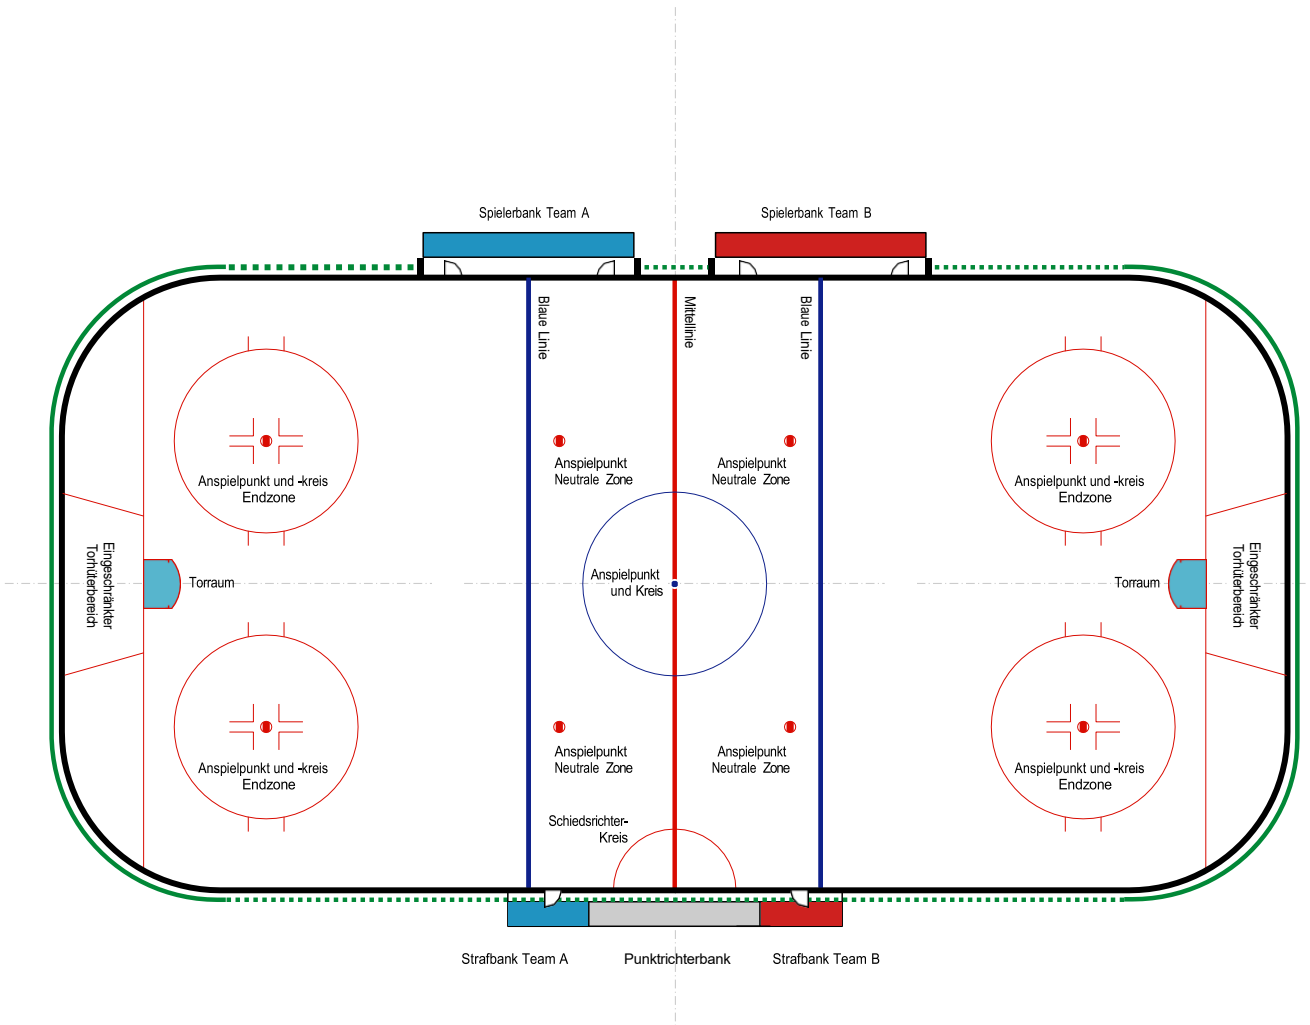 Spielerbank Team A
Spielerbank Team B
Blaue Linie
Mittellinie
Blaue Linie
Anspielpunkt
Neutrale Zone
Anspielpunkt
Neutrale Zone
Anspielpunkt und -kreis
Endzone
Anspielpunkt und -kreis
Endzone
Eingeschränkter
Torhüterbereich
Torraum
Anspielpunkt
und Kreis
Torraum
Eingeschränkter
Torhüterbereich
Anspielpunkt
Neutrale Zone
Anspielpunkt
Neutrale Zone
Anspielpunkt und -kreis
Endzone
Anspielpunkt und -kreis
Endzone
Schiedsrichter-
Kreis
Strafbank Team A
Punktrichterbank
Strafbank Team B